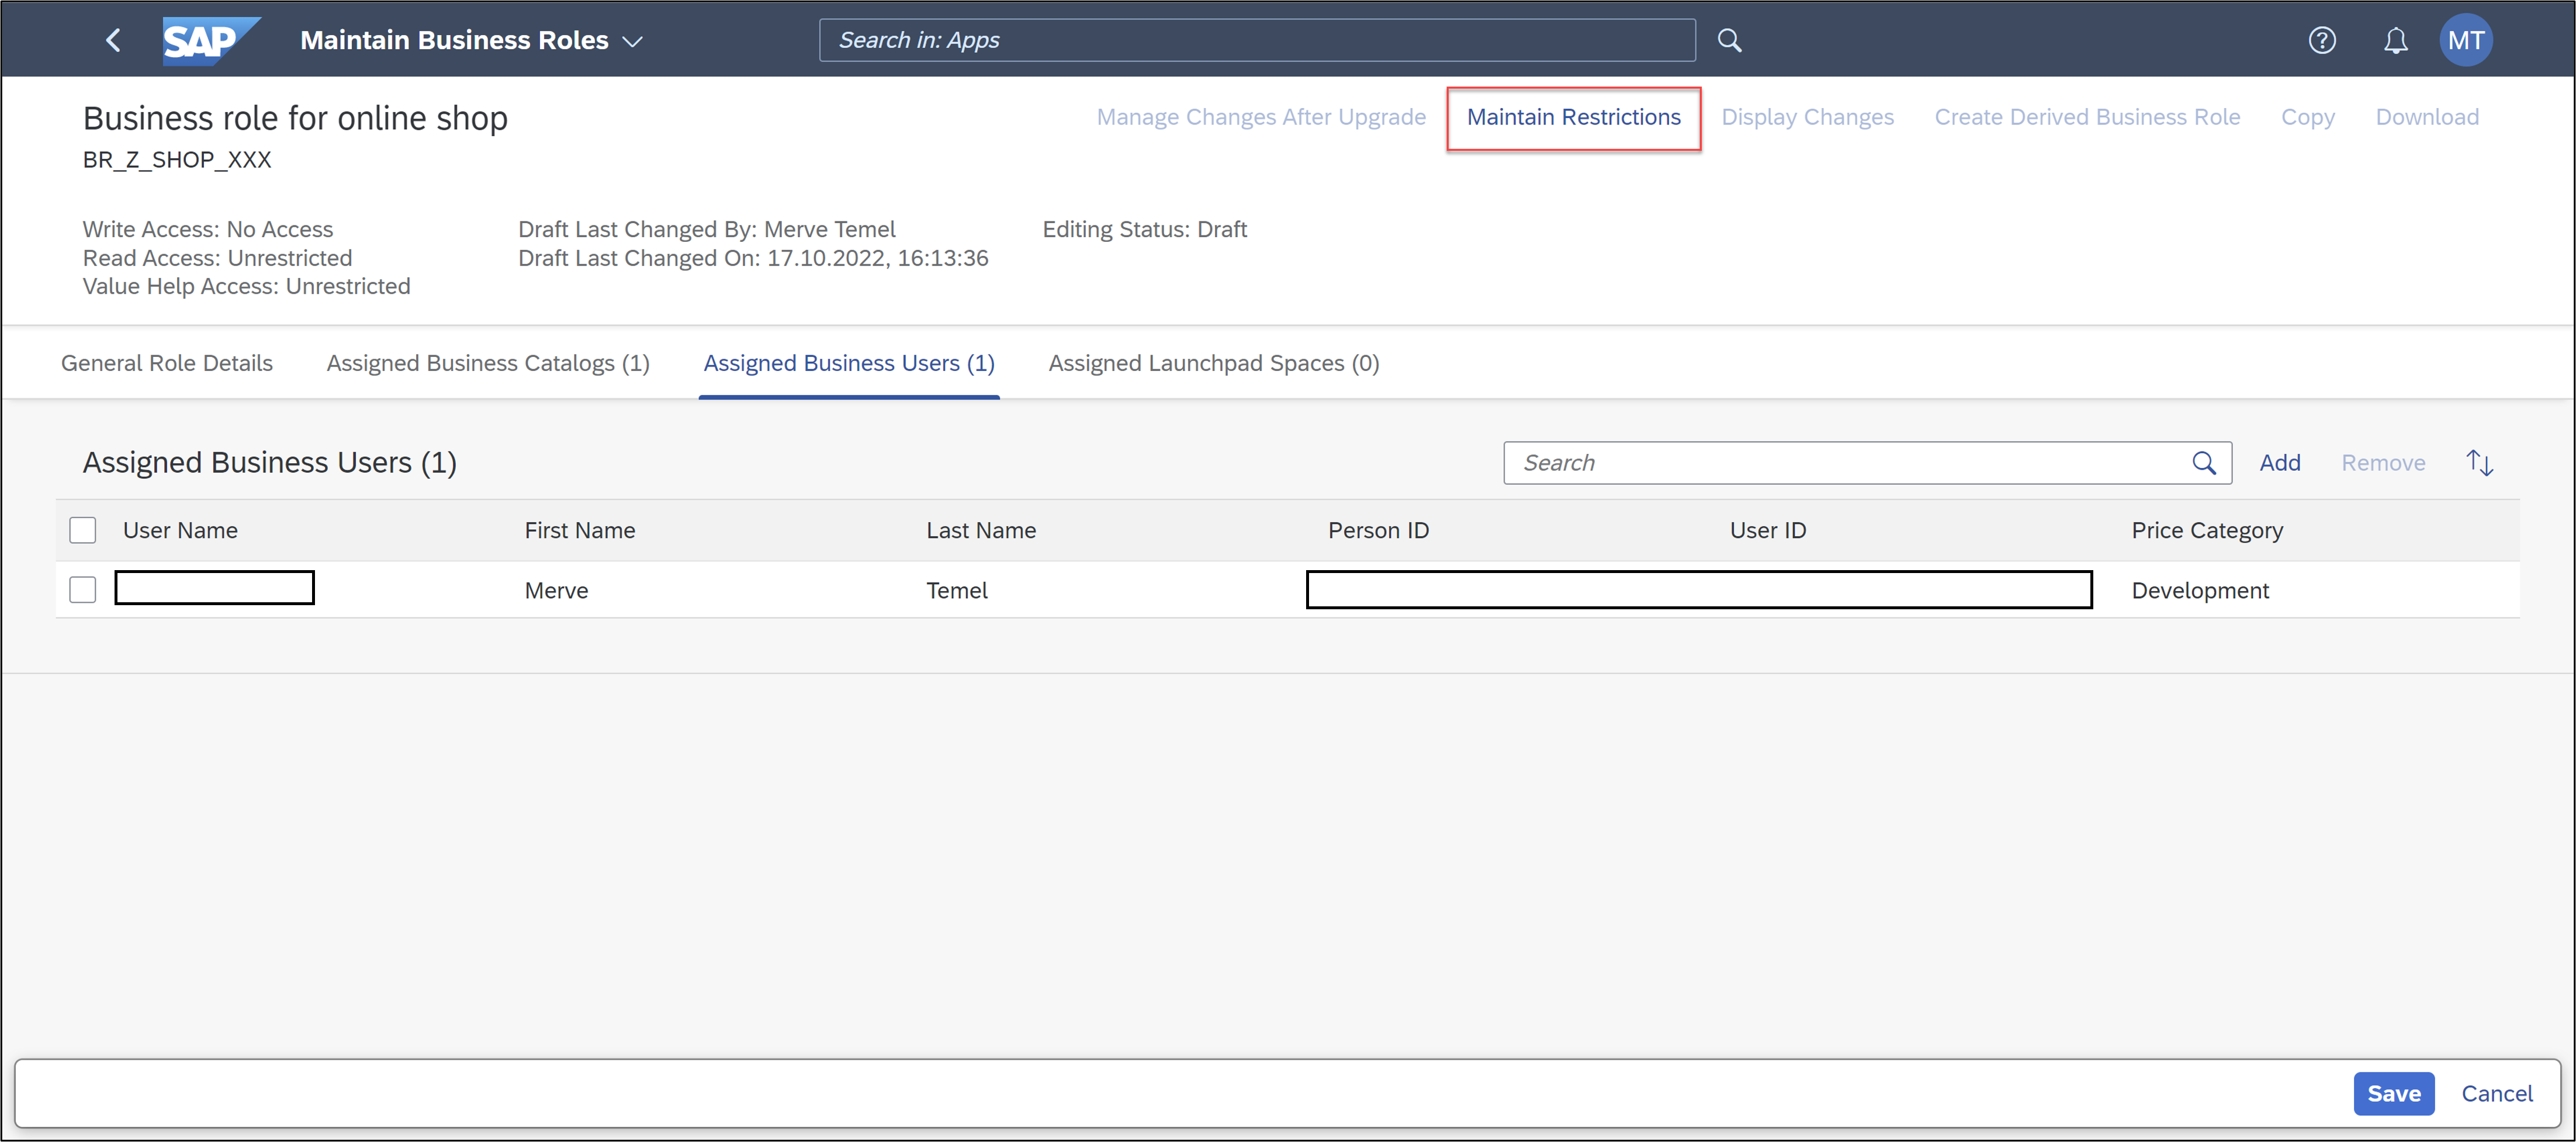 SAP Maintain Business Roles Search in: Apps MT
Business role for online shop
Manage Changes After Upgrade Maintain Restrictions Display Changes Create Derived Business Role Copy Download
BR_Z_SHOP_XXX
Write Access: No Access Draft Last Changed By: Merve Temel Editing Status: Draft
Read Access: Unrestricted Draft Last Changed On: 17.10.2022, 16:13:36
Value Help Access: Unrestricted
General Role Details Assigned Business Catalogs (1) Assigned Business Users (1) Assigned Launchpad Spaces (0)
Assigned Business Users (1) Search Add Remove
User Name First Name Last Name Person ID User ID Price Category
Merve Temel Development
Save Cancel